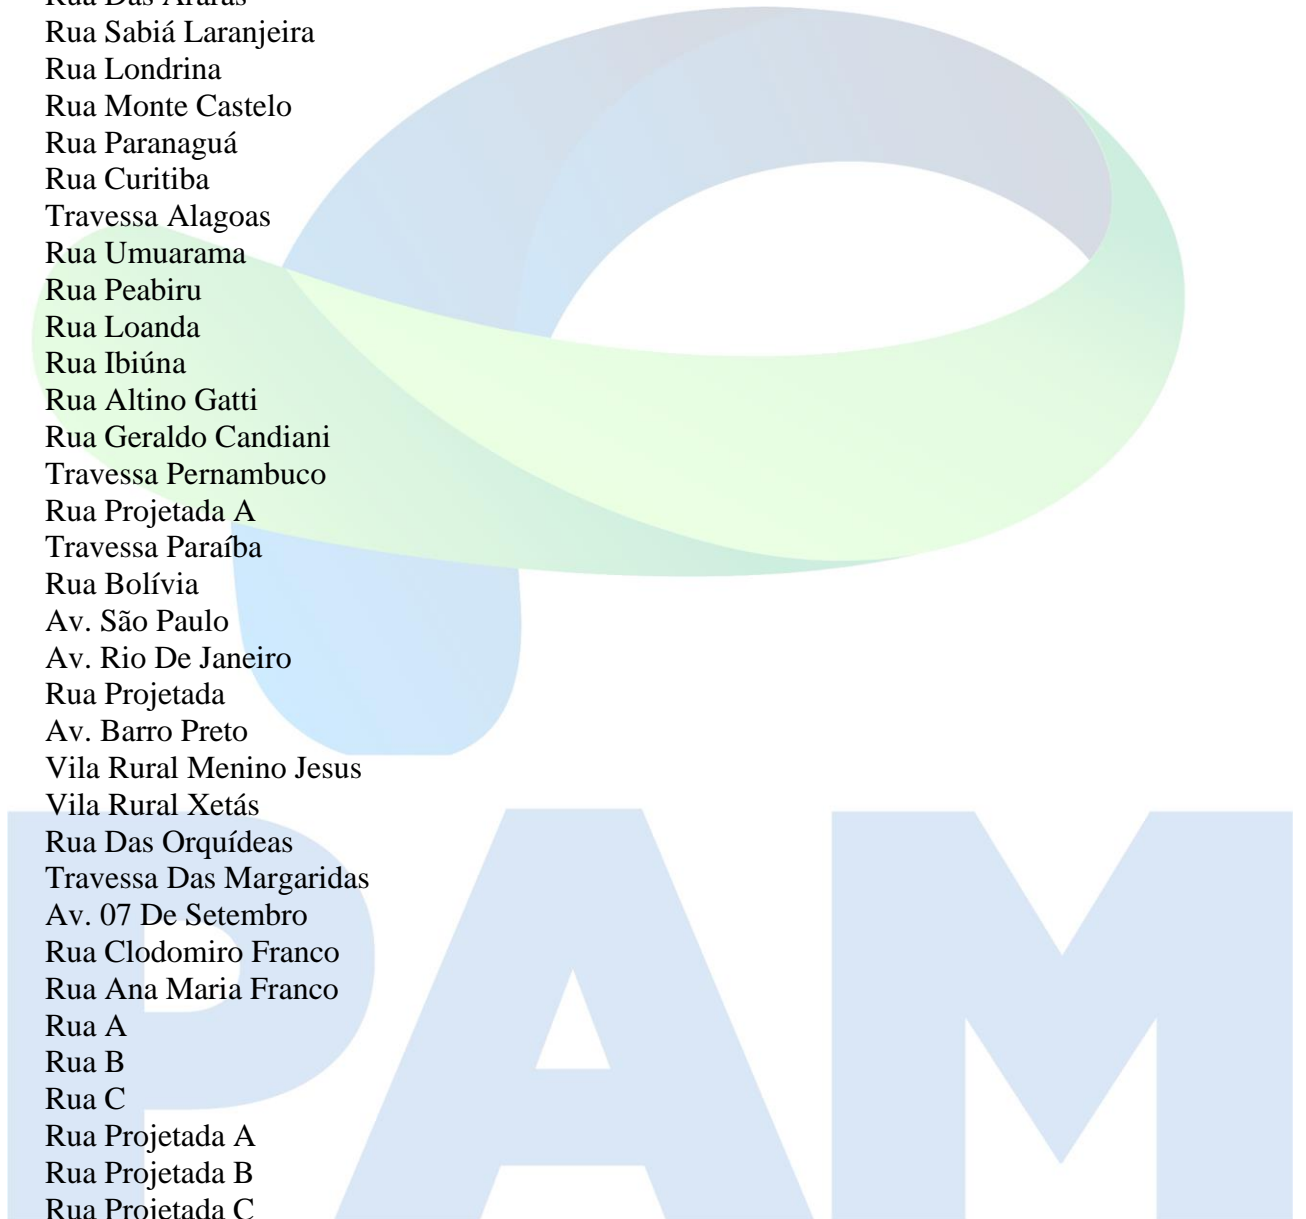 Rua Das Araras
Rua Sabiá Laranjeira
Rua Londrina
Rua Monte Castelo
Rua Paranaguá
Rua Curitiba
Travessa Alagoas
Rua Umuarama
Rua Peabiru
Rua Loanda
Rua Ibiúna
Rua Altino Gatti
Rua Geraldo Candiani
Travessa Pernambuco
Rua Projetada A
Travessa Paraíba
Rua Bolívia
Av. São Paulo
Av. Rio De Janeiro
Rua Projetada
Av. Barro Preto
Vila Rural Menino Jesus
Vila Rural Xetás
Rua Das Orquídeas
Travessa Das Margaridas
Av. 07 De Setembro
Rua Clodomiro Franco
Rua Ana Maria Franco
Rua A
Rua B
Rua C
Rua Projetada A
Rua Projetada B
Rua Projetada C
PAM